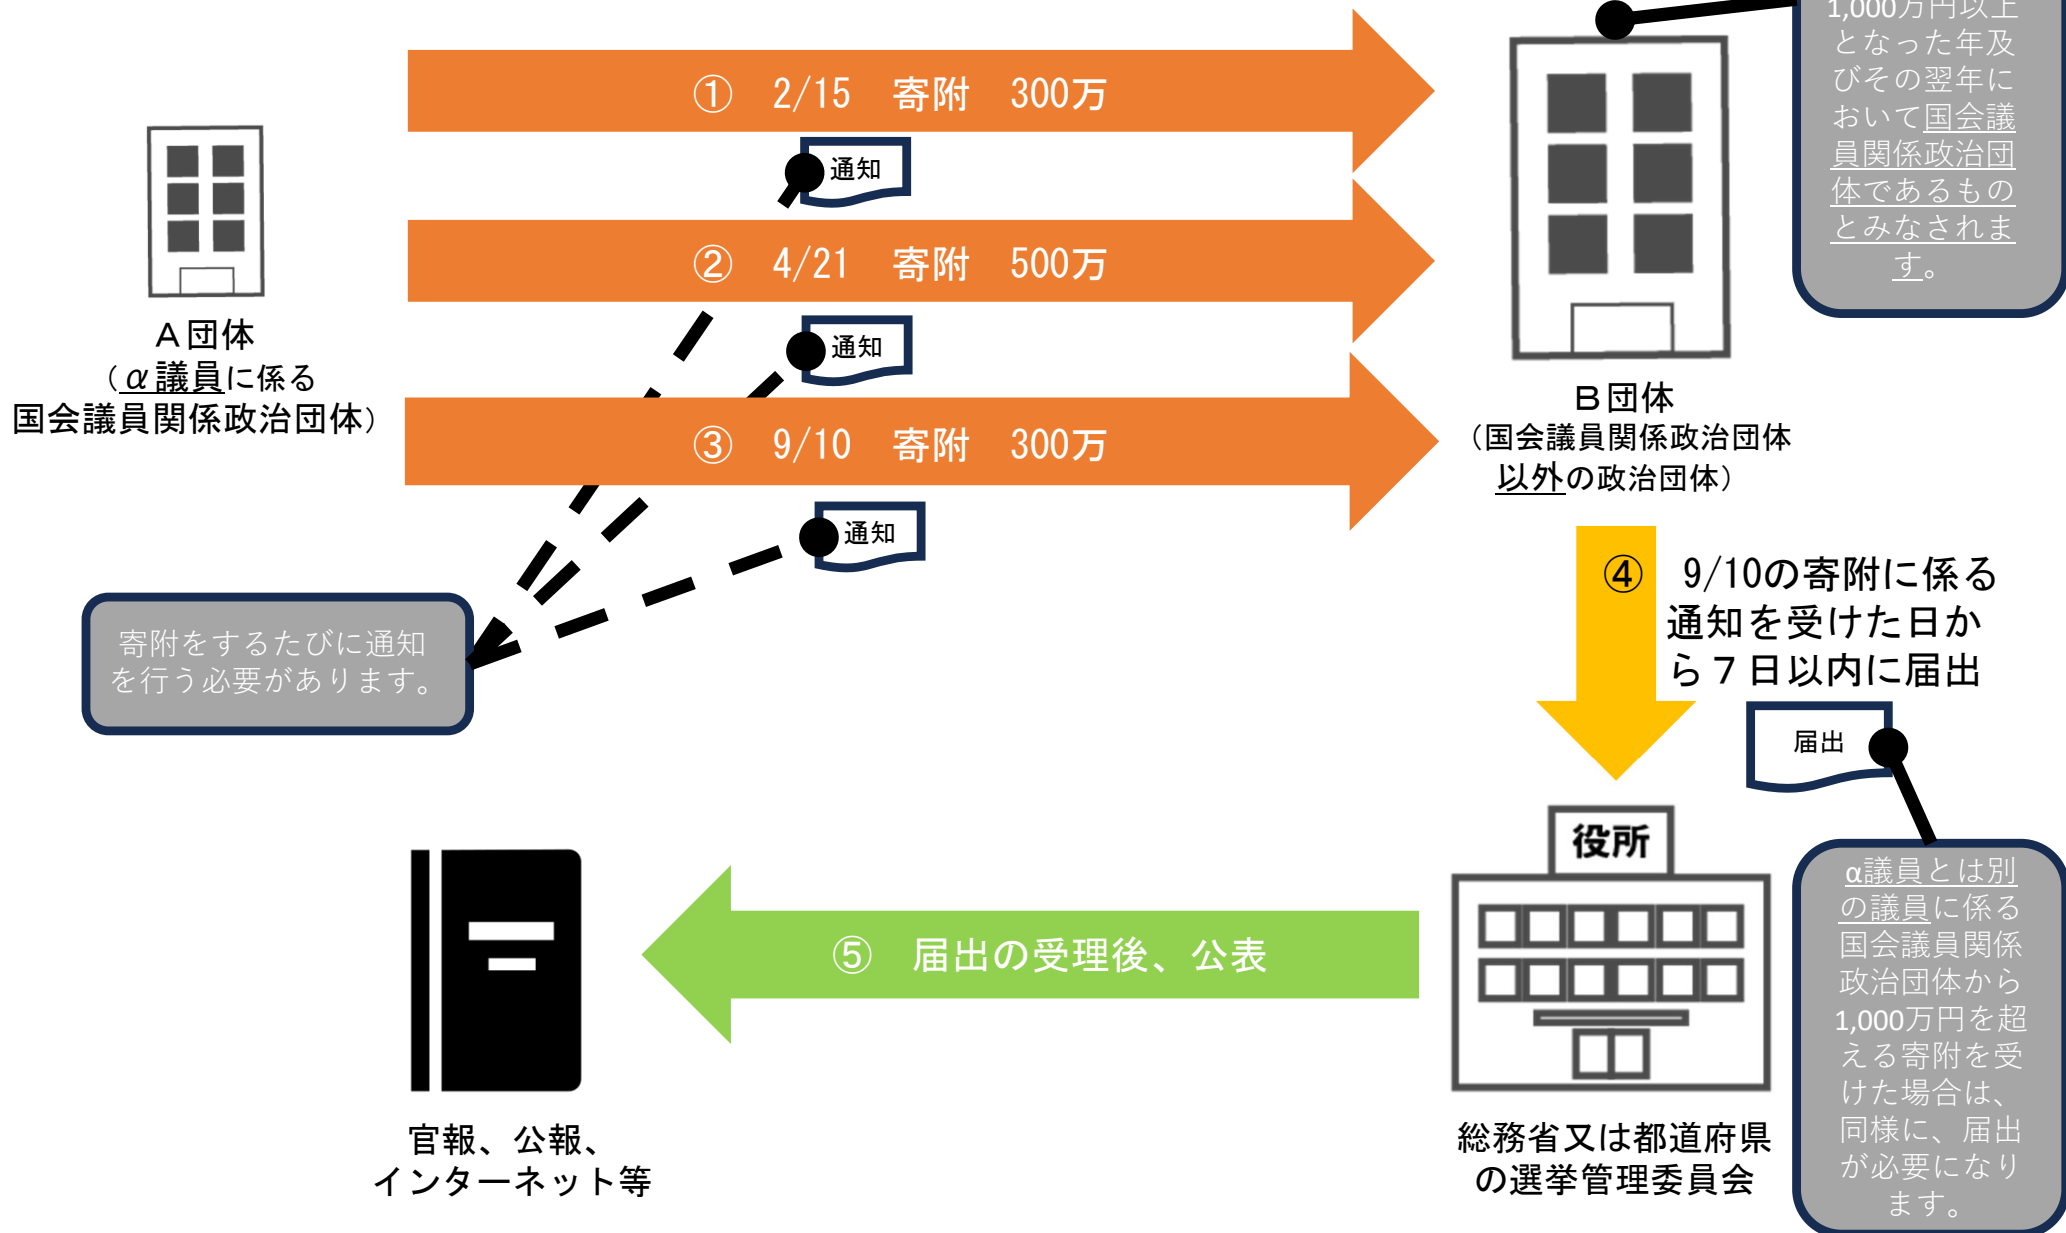 1,000万円以上
となった年及
びその翌年に
おいて国会議
員関係政治団
体であるもの
とみなされま
す。
①　2/15　寄附　300万
通知
②　4/21　寄附　500万
通知
③　9/10　寄附　300万
通知
Ａ団体
（α議員に係る
国会議員関係政治団体）
Ｂ団体
（国会議員関係政治団体
以外の政治団体）
寄附をするたびに通知
を行う必要があります。
④　9/10の寄附に係る
通知を受けた日か
ら７日以内に届出
届出
役所
総務省又は都道府県
の選挙管理委員会
α議員とは別
の議員に係る
国会議員関係
政治団体から
1,000万円を超
える寄附を受
けた場合は、
同様に、届出
が必要になり
ます。
⑤　届出の受理後、公表
官報、公報、
インターネット等